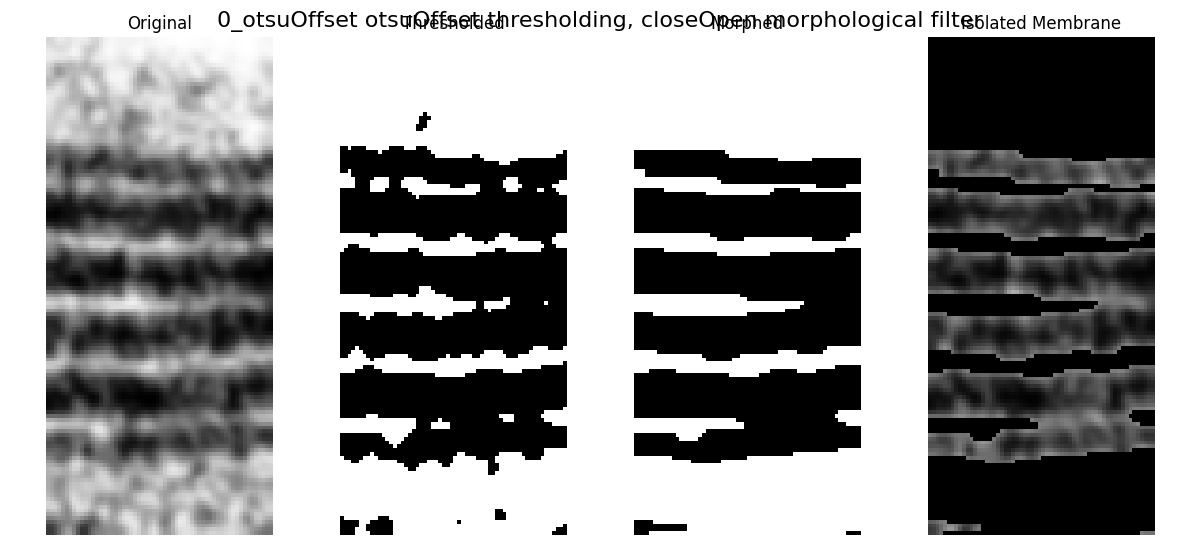 0_otsuOffset otsuOffset thresholding, closeOpen morphological filter
Original
Thresholded
Morphed
Isolated Membrane